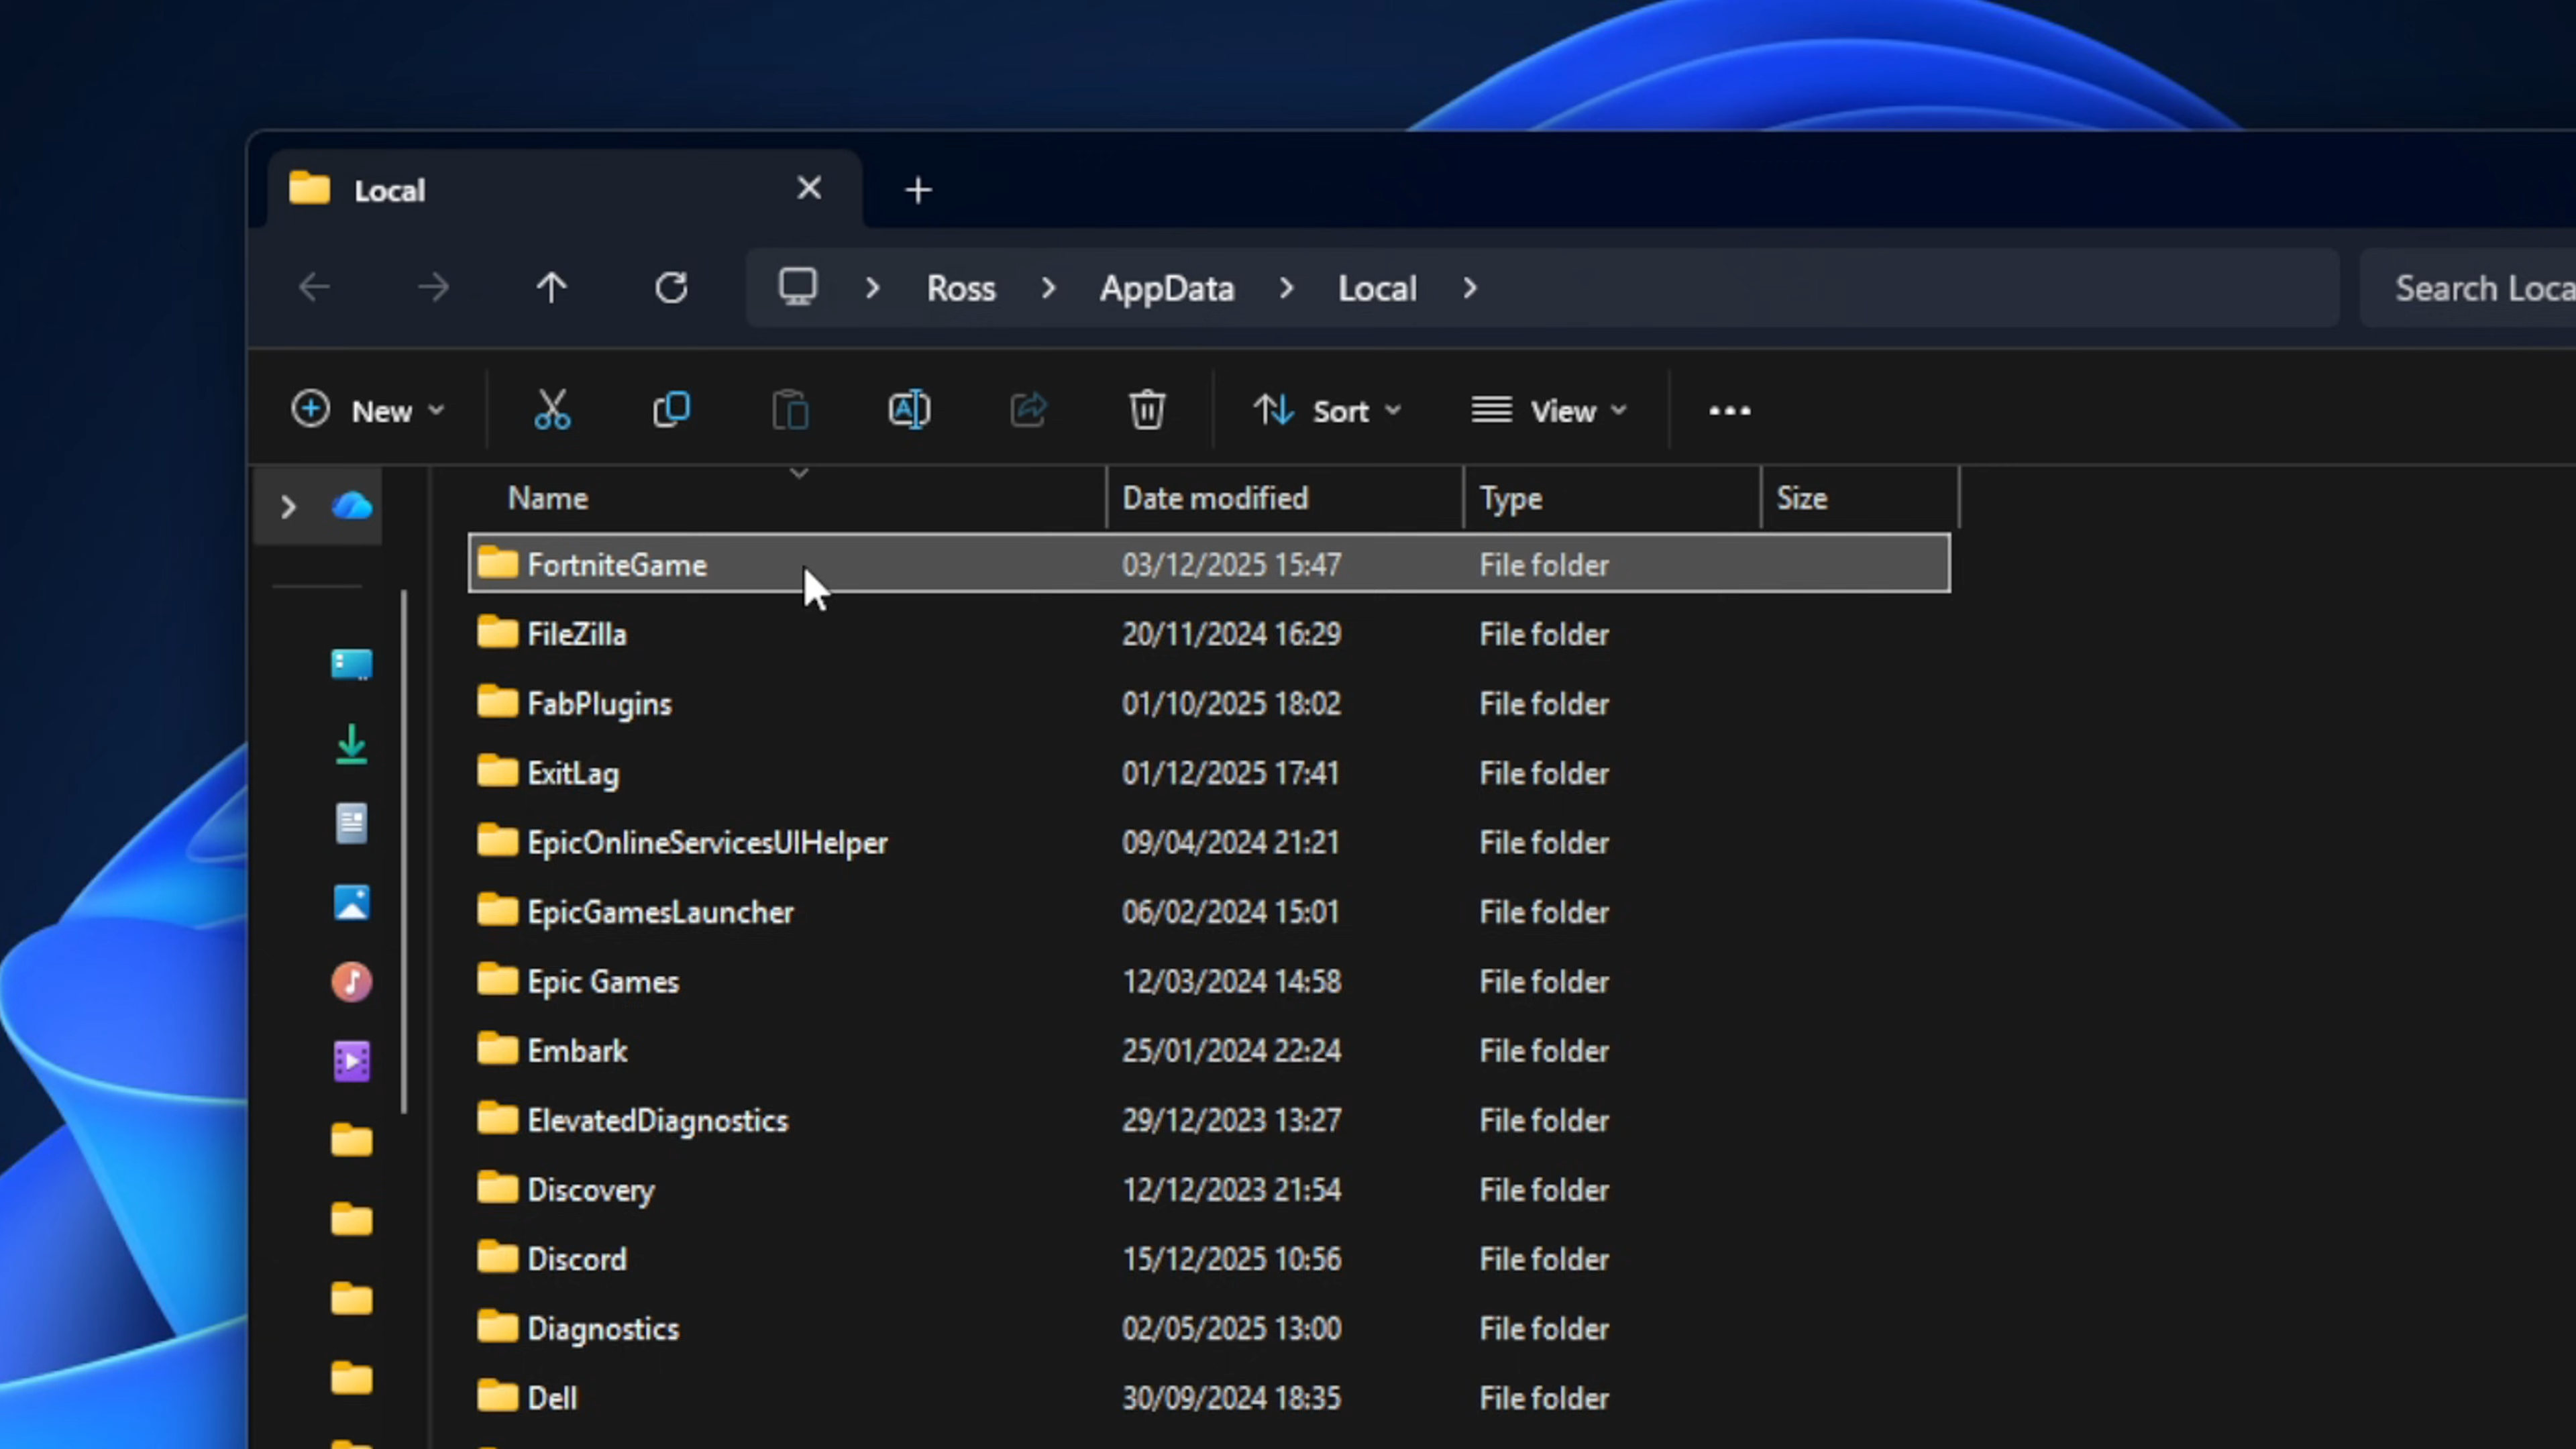 Local
Ross AppData Local
Search Loca
New Sort View
Name Date modified Type Size
FortniteGame 03/12/2025 15:47 File folder
FileZilla 20/11/2024 16:29 File folder
FabPlugins 01/10/2025 18:02 File folder
ExitLag 01/12/2025 17:41 File folder
EpicOnlineServicesUIHelper 09/04/2024 21:21 File folder
EpicGamesLauncher 06/02/2024 15:01 File folder
Epic Games 12/03/2024 14:58 File folder
Embark 25/01/2024 22:24 File folder
ElevatedDiagnostics 29/12/2023 13:27 File folder
Discovery 12/12/2023 21:54 File folder
Discord 15/12/2025 10:56 File folder
Diagnostics 02/05/2025 13:00 File folder
Dell 30/09/2024 18:35 File folder